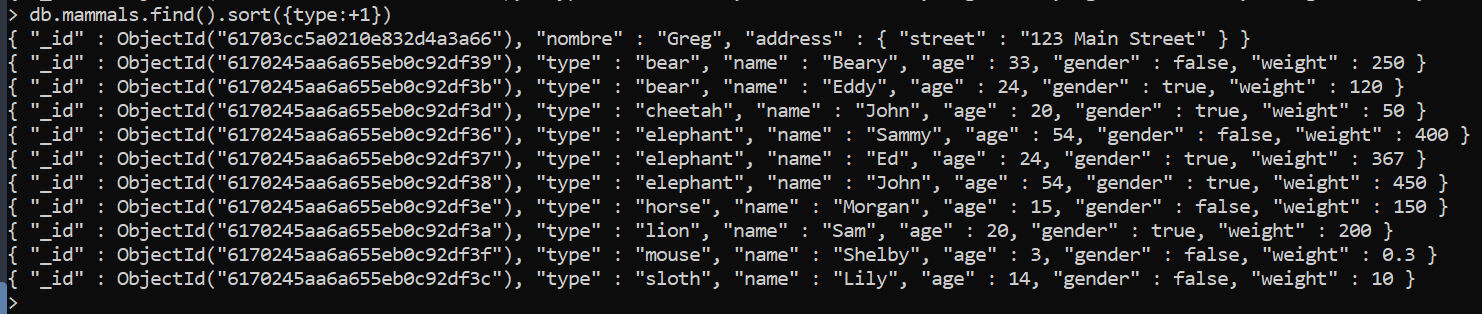 > db.mammals.find().sort({type:+1})
{ "_id" : ObjectId("61703cc5a0210e832d4a3a66"), "nombre" : "Greg", "address" : { "street" : "123 Main Street" } }
{ "_id" : ObjectId("6170245aa6a655eb0c92df39"), "type" : "bear", "name" : "Beary", "age" : 33, "gender" : false, "weight" : 250 }
{ "_id" : ObjectId("6170245aa6a655eb0c92df3b"), "type" : "bear", "name" : "Eddy", "age" : 24, "gender" : true, "weight" : 120 }
{ "_id" : ObjectId("6170245aa6a655eb0c92df3d"), "type" : "cheetah", "name" : "John", "age" : 20, "gender" : true, "weight" : 50 }
{ "_id" : ObjectId("6170245aa6a655eb0c92df36"), "type" : "elephant", "name" : "Sammy", "age" : 54, "gender" : false, "weight" : 400 }
{ "_id" : ObjectId("6170245aa6a655eb0c92df37"), "type" : "elephant", "name" : "Ed", "age" : 24, "gender" : true, "weight" : 367 }
{ "_id" : ObjectId("6170245aa6a655eb0c92df38"), "type" : "elephant", "name" : "John", "age" : 54, "gender" : true, "weight" : 450 }
{ "_id" : ObjectId("6170245aa6a655eb0c92df3e"), "type" : "horse", "name" : "Morgan", "age" : 15, "gender" : false, "weight" : 150 }
{ "_id" : ObjectId("6170245aa6a655eb0c92df3a"), "type" : "lion", "name" : "Sam", "age" : 20, "gender" : true, "weight" : 200 }
{ "_id" : ObjectId("6170245aa6a655eb0c92df3f"), "type" : "mouse", "name" : "Shelby", "age" : 3, "gender" : false, "weight" : 0.3 }
{ "_id" : ObjectId("6170245aa6a655eb0c92df3c"), "type" : "sloth", "name" : "Lily", "age" : 14, "gender" : false, "weight" : 10 }
>